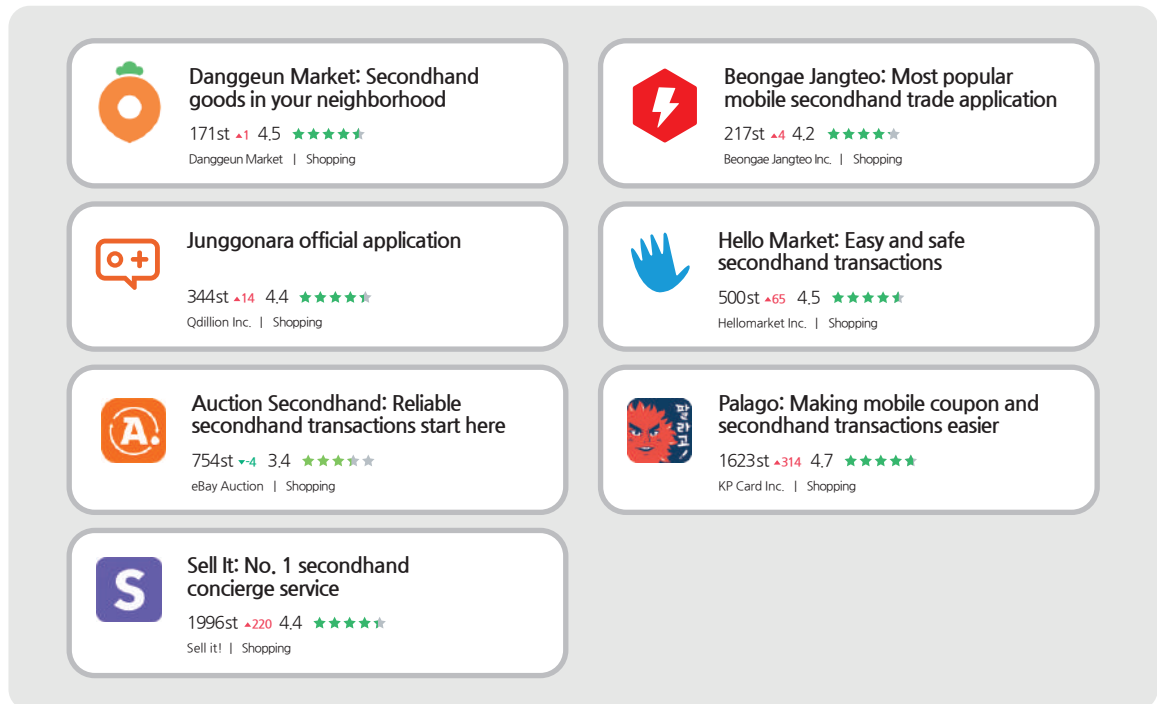 Danggeun Market: Secondhand
goods in your neighborhood
171st ▲1 4.5 ★★★★★
Danggeun Market | Shopping
Beongae Jangteo: Most popular
mobile secondhand trade application
217st ▲4 4.2 ★★★★★
Beongae Jangteo Inc. | Shopping
Junggonara official application
344st ▲14 4.4 ★★★★★
Qdillion Inc. | Shopping
Hello Market: Easy and safe
secondhand transactions
500st ▲65 4.5 ★★★★★
Hellomarket Inc. | Shopping
A.
Auction Secondhand: Reliable
secondhand transactions start here
754st ▼-4 3.4 ★★★★★
eBay Auction | Shopping
팔라고!
Palago: Making mobile coupon and
secondhand transactions easier
1623st ▲314 4.7 ★★★★★
KP Card Inc. | Shopping
S
Sell It: No. 1 secondhand
concierge service
1996st ▲220 4.4 ★★★★★
Sell it! | Shopping